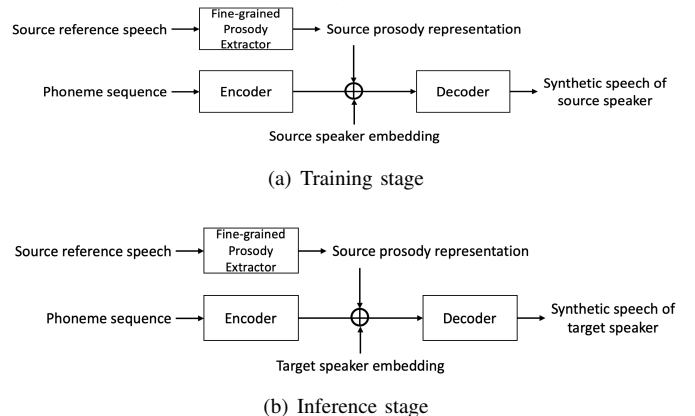 Source reference speech
Fine-grained
Prosody
Extractor
Source prosody representation
Phoneme sequence
Encoder
Decoder
Synthetic speech of
source speaker
Source speaker embedding
(a) Training stage
Source reference speech
Fine-grained
Prosody
Extractor
Source prosody representation
Phoneme sequence
Encoder
Decoder
Synthetic speech of
target speaker
Target speaker embedding
(b) Inference stage